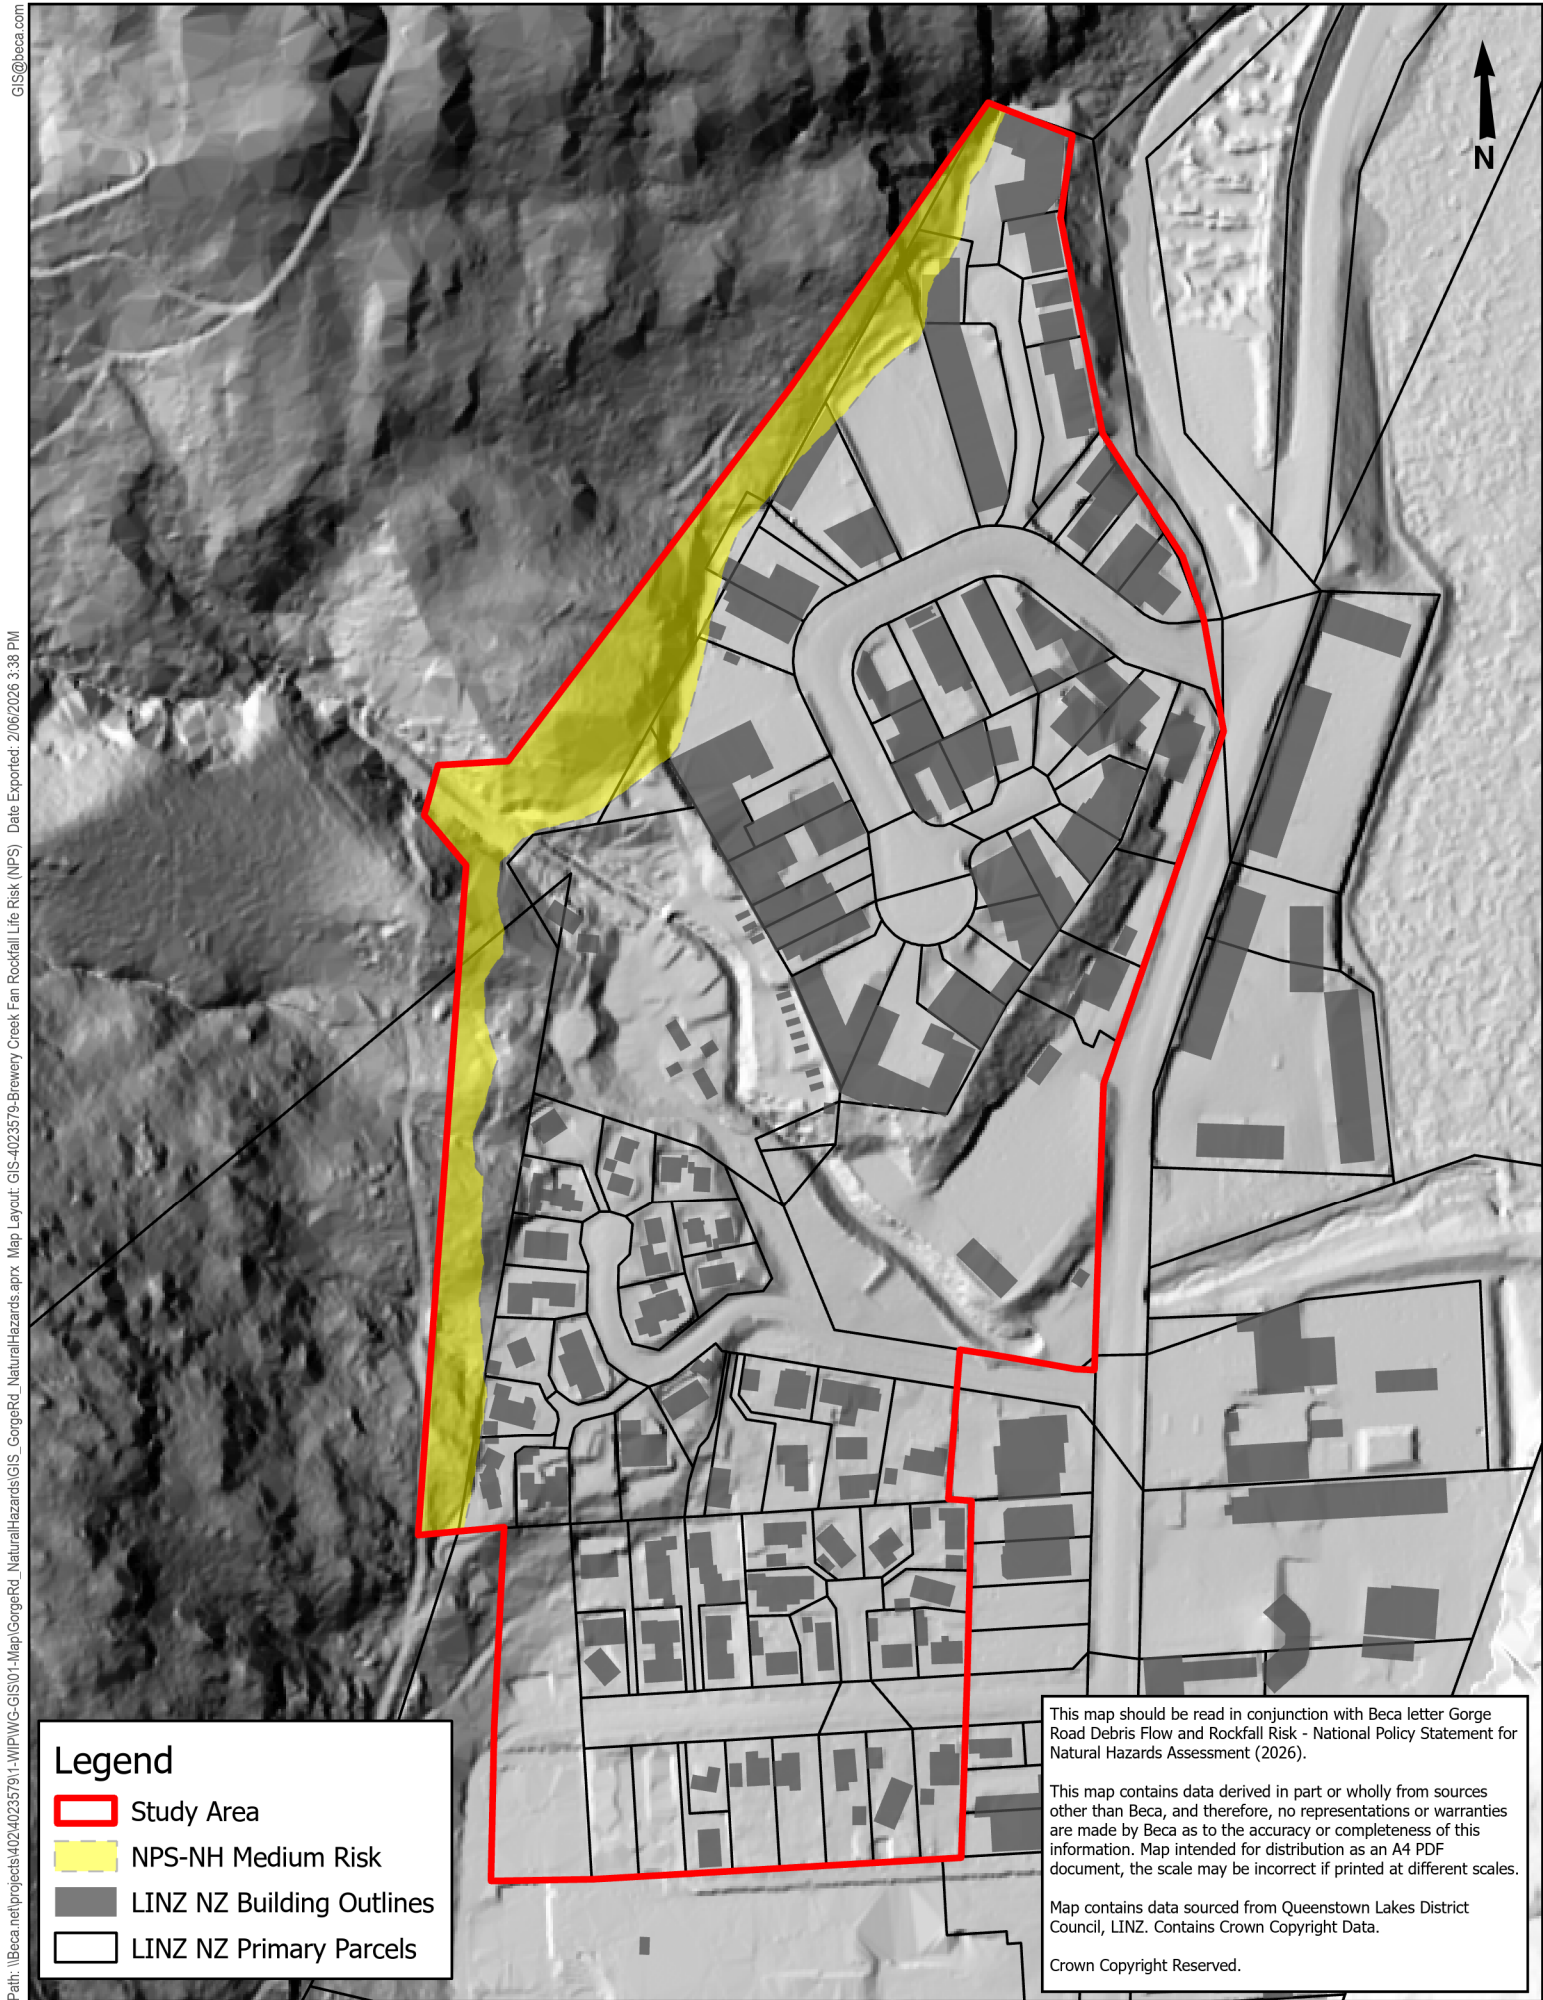 GIS@beca.com
Path: \\Beca.net\projects\402\4023579\1-WIP\WG-GIS\01-Map\GorgeRd_NaturalHazards\GIS_GorgeRd_NaturalHazards.aprx Map Layout: GIS-4023579-Brewery Creek Fan Rockfall Life Risk (NPS) Date Exported: 2/06/2026 3:38 PM
N
Legend
Study Area
NPS-NH Medium Risk
LINZ NZ Building Outlines
LINZ NZ Primary Parcels
This map should be read in conjunction with Beca letter Gorge
Road Debris Flow and Rockfall Risk - National Policy Statement for
Natural Hazards Assessment (2026).
This map contains data derived in part or wholly from sources
other than Beca, and therefore, no representations or warranties
are made by Beca as to the accuracy or completeness of this
information. Map intended for distribution as an A4 PDF
document, the scale may be incorrect if printed at different scales.
Map contains data sourced from Queenstown Lakes District
Council, LINZ. Contains Crown Copyright Data.
Crown Copyright Reserved.